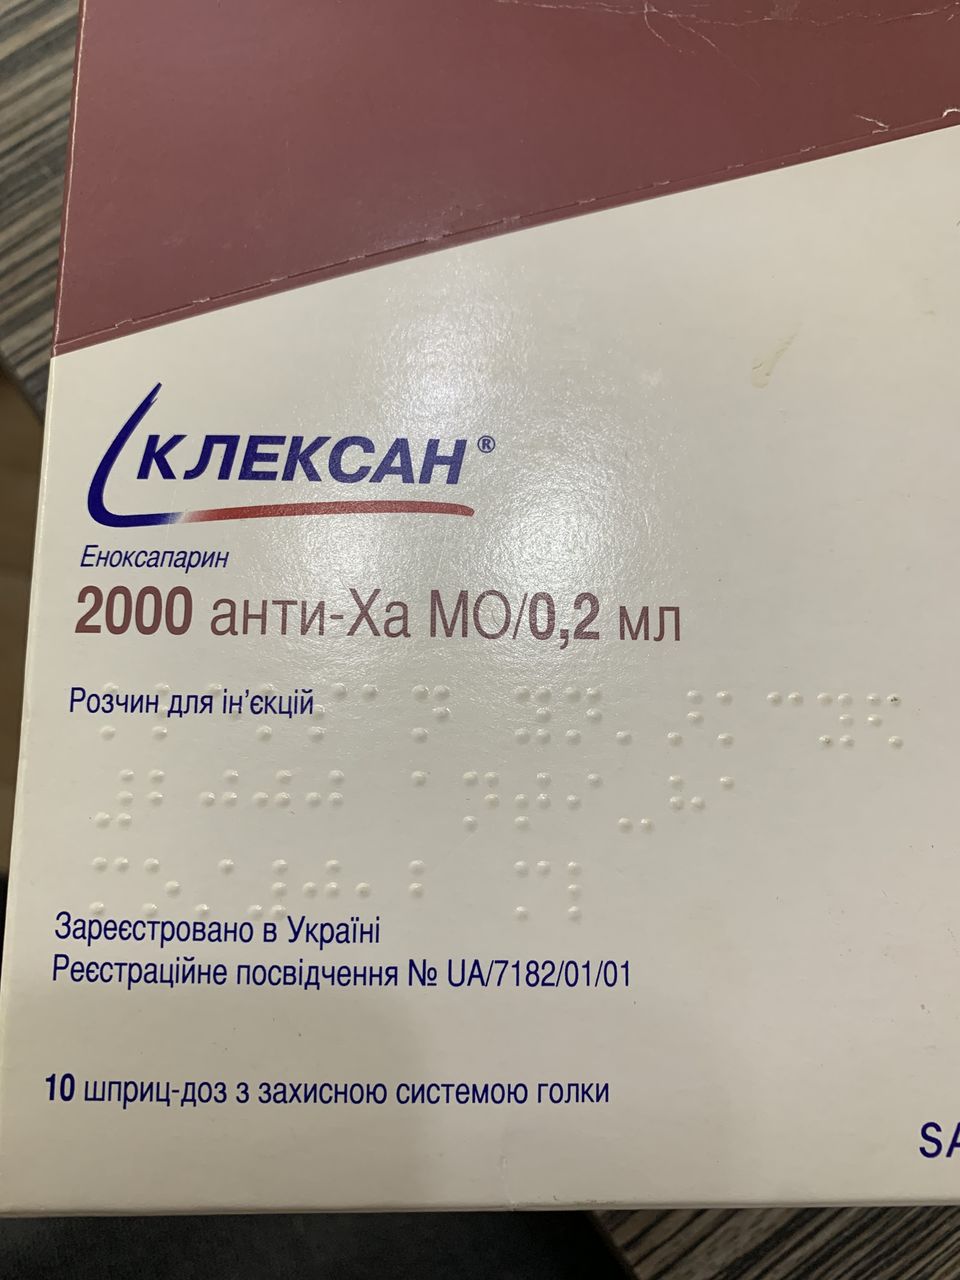 КЛЕКСАН®
Еноксапарин
2000 анти-Ха МО/0,2 мл
Розчин для ін'єкцій
Зареєстровано в Україні
Реєстраційне посвідчення № UA/7182/01/01
10 шприц-доз з захисною системою голки
SA